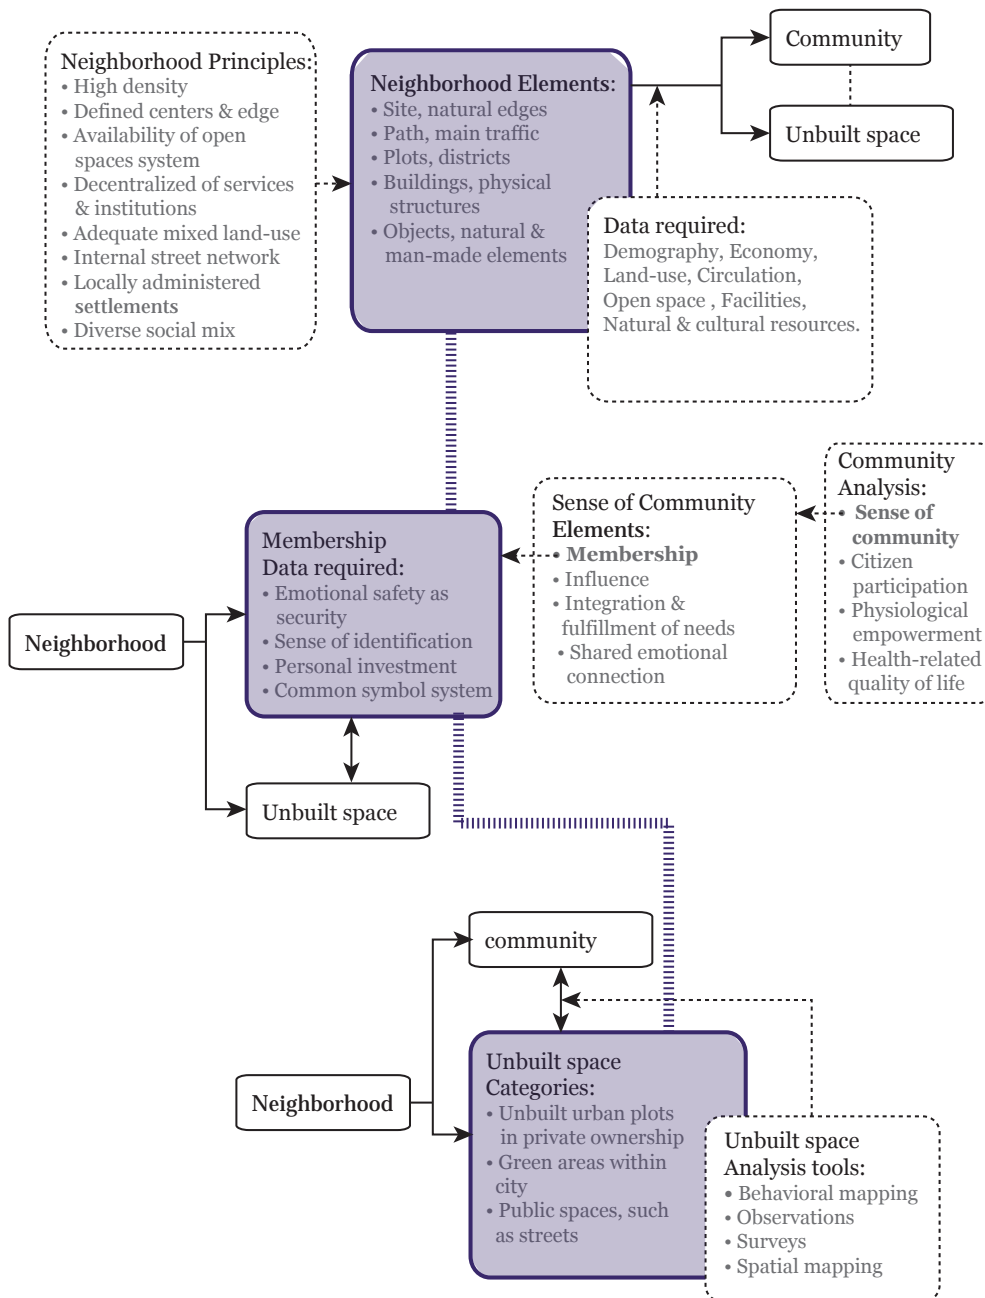 Neighborhood Principles:
• High density
• Defined centers & edge
• Availability of open
spaces system
• Decentralized of services
& institutions
• Adequate mixed land-use
• Internal street network
• Locally administered
settlements
• Diverse social mix
Neighborhood Elements:
• Site, natural edges
• Path, main traffic
• Plots, districts
• Buildings, physical
structures
• Objects, natural &
man-made elements
Community
Unbuilt space
Data required:
Demography, Economy,
Land-use, Circulation,
Open space , Facilities,
Natural & cultural resources.
Community
Analysis:
• Sense of
community
• Citizen
participation
• Physiological
empowerment
• Health-related
quality of life
Sense of Community
Elements:
• Membership
• Influence
• Integration &
fulfillment of needs
• Shared emotional
connection
Membership
Data required:
• Emotional safety as
security
• Sense of identification
• Personal investment
• Common symbol system
Neighborhood
Unbuilt space
community
Neighborhood
Unbuilt space
Categories:
• Unbuilt urban plots
in private ownership
• Green areas within
city
• Public spaces, such
as streets
Unbuilt space
Analysis tools:
• Behavioral mapping
• Observations
• Surveys
• Spatial mapping